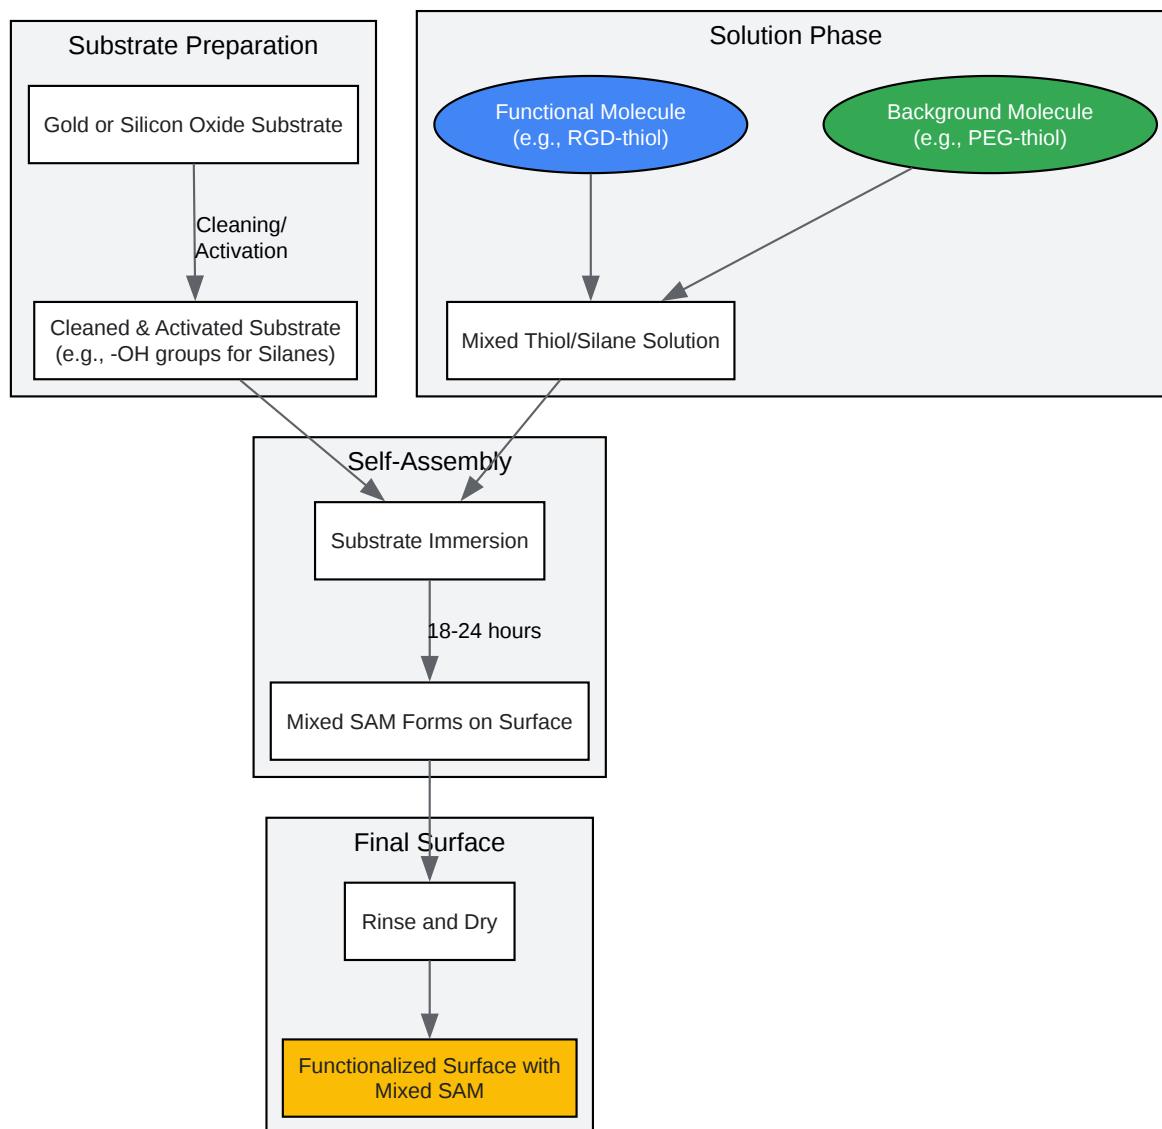 Substrate Preparation
Gold or Silicon Oxide Substrate
Cleaning/
Activation
Cleaned & Activated Substrate
(e.g., -OH groups for Silanes)
Solution Phase
Functional Molecule
(e.g., RGD-thiol)
Background Molecule
(e.g., PEG-thiol)
Mixed Thiol/Silane Solution
Self-Assembly
Substrate Immersion
18-24 hours
Mixed SAM Forms on Surface
Final Surface
Rinse and Dry
Functionalized Surface with
Mixed SAM